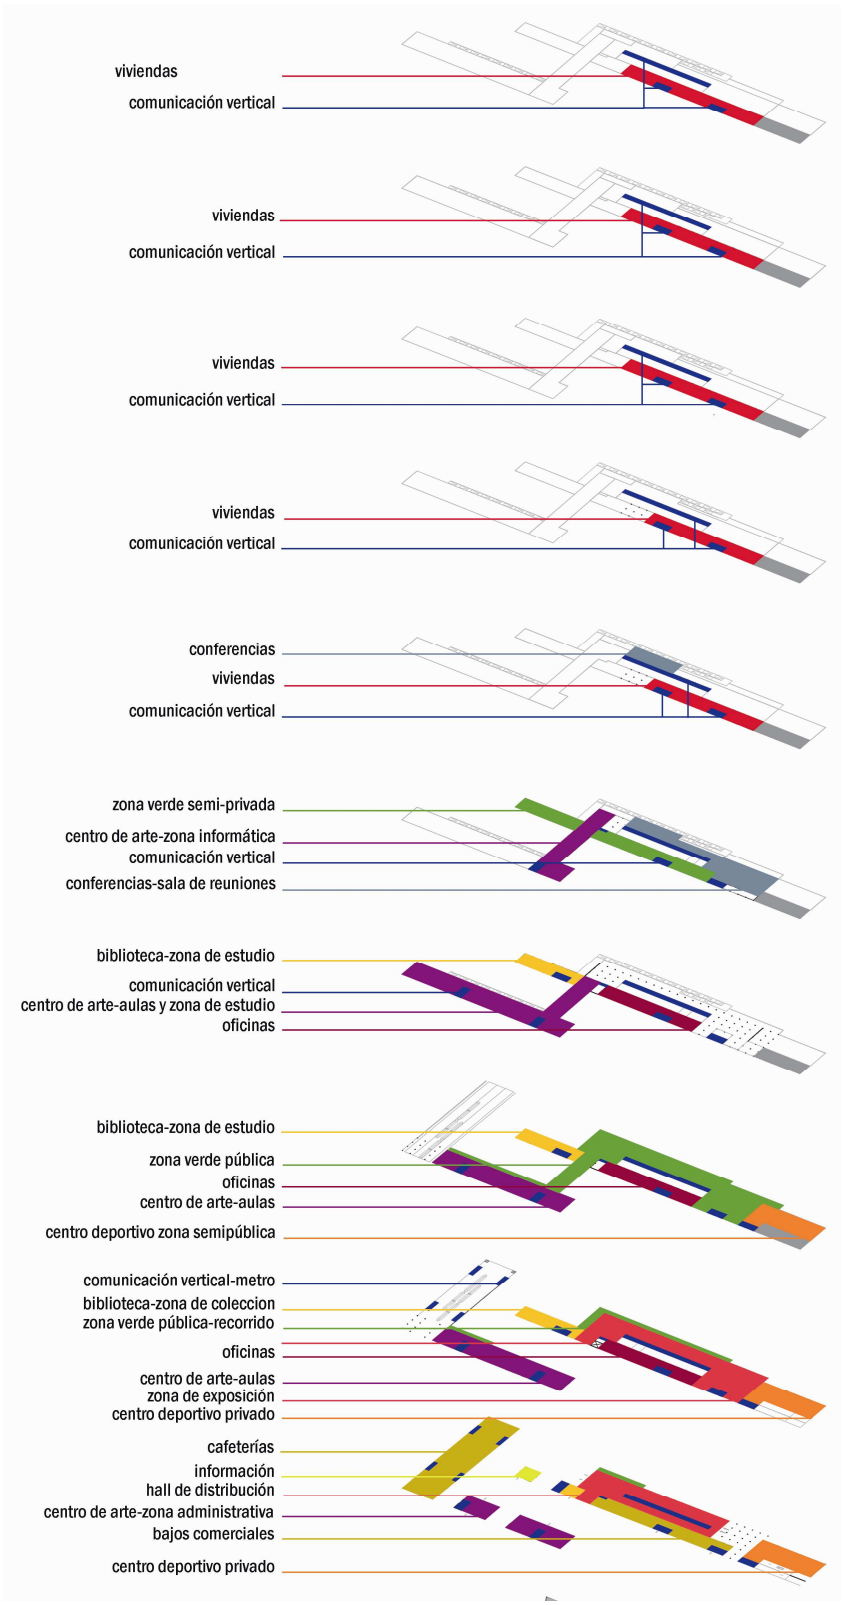 viviendas
comunicación vertical
viviendas
comunicación vertical
viviendas
comunicación vertical
viviendas
comunicación vertical
conferencias
viviendas
comunicación vertical
zona verde semi-privada
centro de arte-zona informática
comunicación vertical
conferencias-sala de reuniones
biblioteca-zona de estudio
comunicación vertical
centro de arte-aulas y zona de estudio
oficinas
biblioteca-zona de estudio
zona verde pública
oficinas
centro de arte-aulas
centro deportivo zona semipública
comunicación vertical-metro
biblioteca-zona de coleccion
zona verde pública-recorrido
oficinas
centro de arte-aulas
zona de exposición
centro deportivo privado
cafeterías
información
hall de distribución
centro de arte-zona administrativa
bajos comerciales
centro deportivo privado